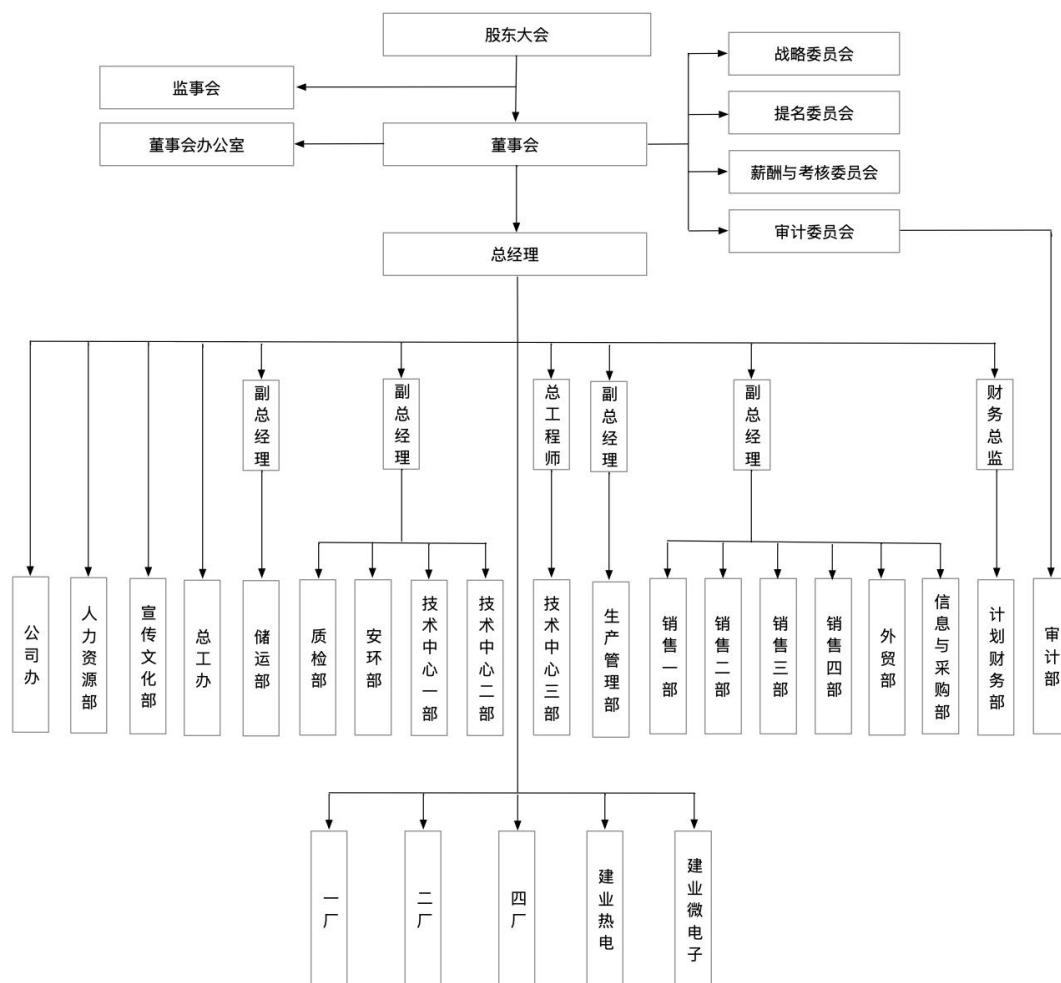 股东大会
战略委员会
监事会
提名委员会
董事会办公室
董事会
薪酬与考核委员会
审计委员会
总经理
副总经理
副总经理
总工程师
副总经理
副总经理
财务总监
公司办
人力资源部
宣传文化部
总工办
储运部
质检部
安环部
技术中心一部
技术中心二部
技术中心三部
生产管理部
销售一部
销售二部
销售三部
销售四部
外贸部
信息与采购部
计划财务部
审计部
一厂
二厂
四厂
建业热电
建业微电子